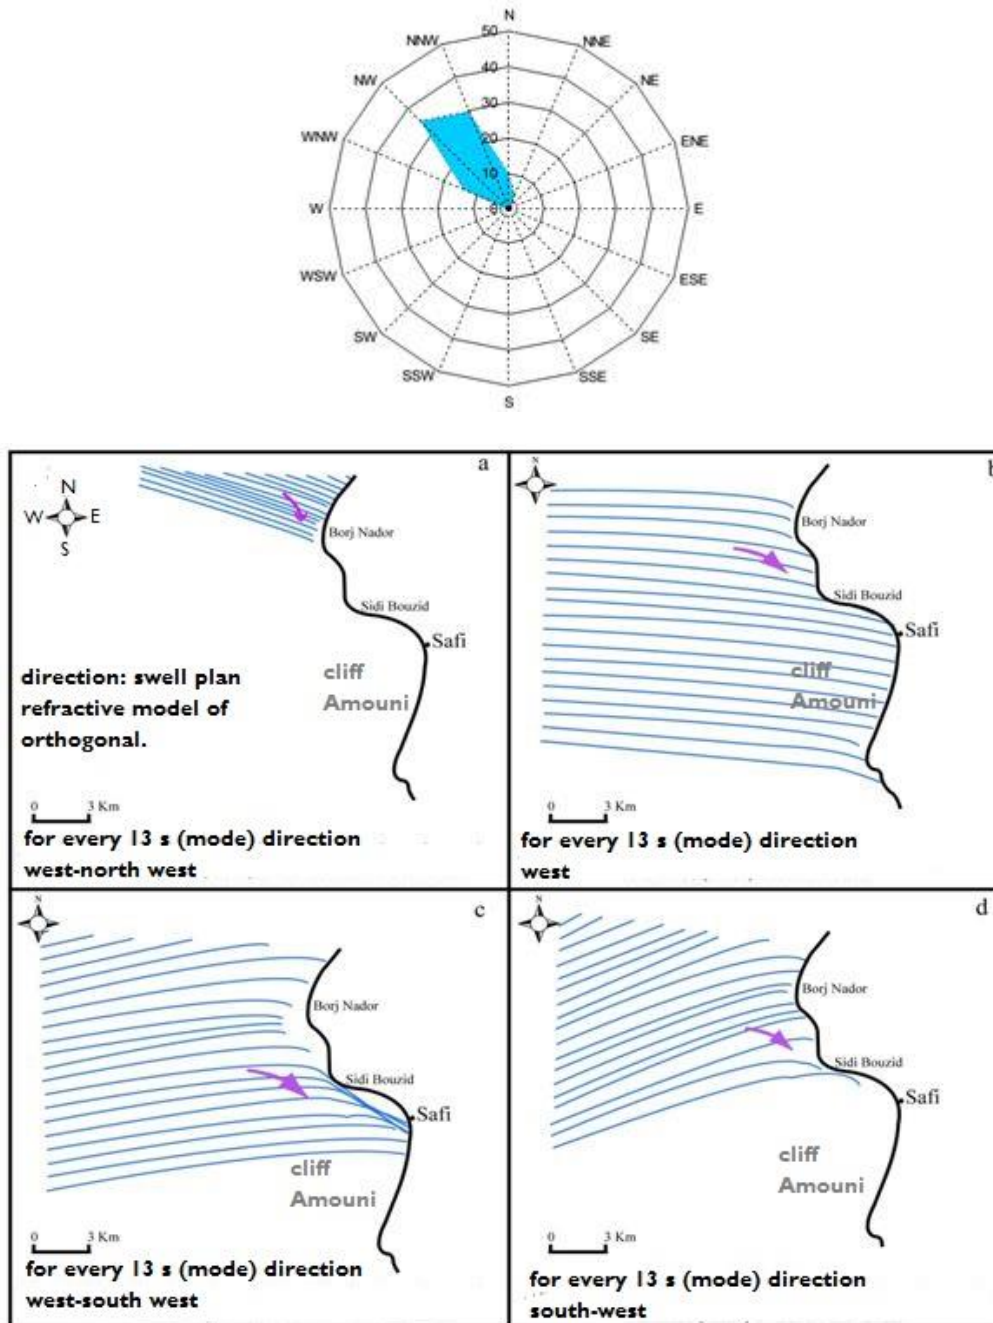 N
50
NNW
NNE
40
NW
NE
30
WNW
20
ENE
10
W
0
E
WSW
ESE
SW
SE
SSW
SSE
S
a
N
W E
S
Borj Nador
Sidi Bouzid
Safi
cliff
Amouni
direction: swell plan
refractive model of
orthogonal.
0 3 Km
for every 13 s (mode) direction
west-north west
b
N
Borj Nador
Sidi Bouzid
Safi
cliff
Amouni
0 3 Km
for every 13 s (mode) direction
west
c
N
Borj Nador
Sidi Bouzid
Safi
cliff
Amouni
0 3 Km
for every 13 s (mode) direction
west-south west
d
N
Borj Nador
Sidi Bouzid
Safi
cliff
Amouni
0 3 Km
for every 13 s (mode) direction
south-west